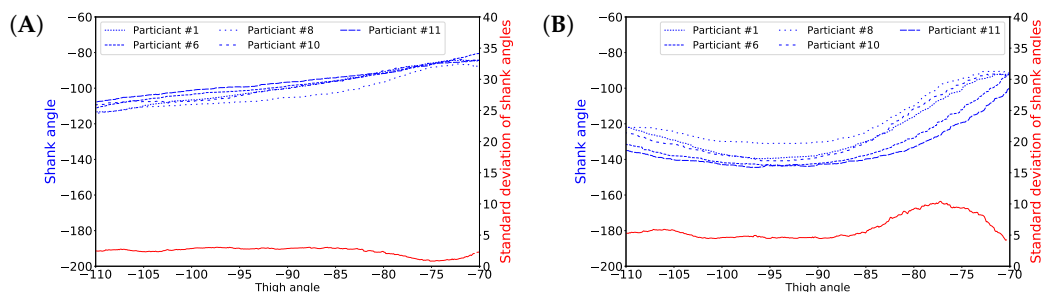 (A)
−60
−80
−100
−120
−140
−160
−180
−200
Shank angle
Particiant #1
Particiant #6
Particiant #8
Particiant #10
Particiant #11
40
35
30
25
20
15
10
5
0
Standard deviation of shank angles
−110
−105
−100
−95
−90
−85
−80
−75
−70
Thigh angle
(B)
−60
−80
−100
−120
−140
−160
−180
−200
Shank angle
Particiant #1
Particiant #6
Particiant #8
Particiant #10
Particiant #11
40
35
30
25
20
15
10
5
0
Standard deviation of shank angles
−110
−105
−100
−95
−90
−85
−80
−75
−70
Thigh angle